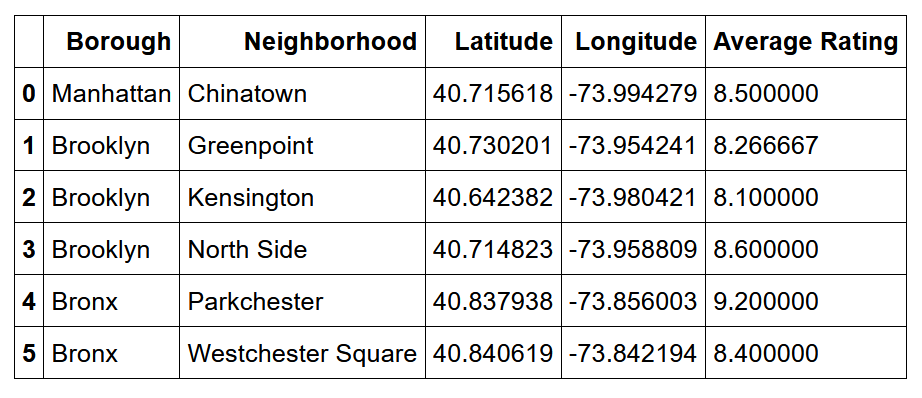 Borough Neighborhood Latitude Longitude Average Rating
0 Manhattan Chinatown 40.715618 -73.994279 8.500000
1 Brooklyn Greenpoint 40.730201 -73.954241 8.266667
2 Brooklyn Kensington 40.642382 -73.980421 8.100000
3 Brooklyn North Side 40.714823 -73.958809 8.600000
4 Bronx Parkchester 40.837938 -73.856003 9.200000
5 Bronx Westchester Square 40.840619 -73.842194 8.400000